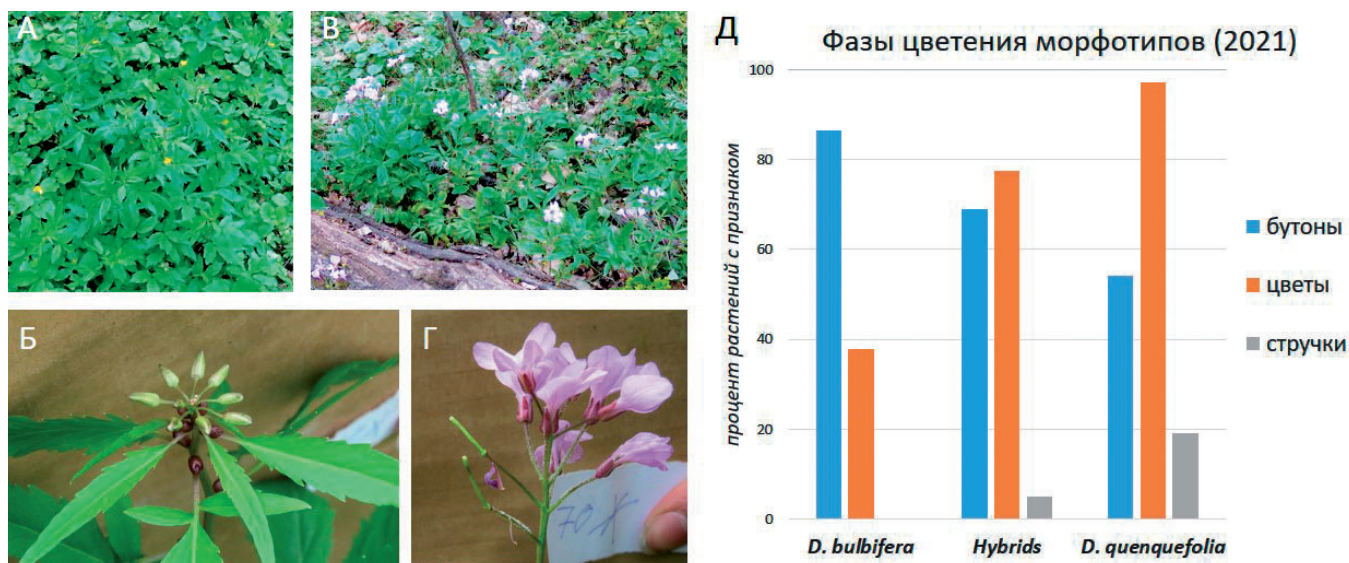 А
В
Б
Г
70Ж
Д
Фазы цветения морфотипов (2021)
процент растений с признаком
100
80
60
40
20
0
D. bulbifera
Hybrids
D. quenquefolia
бутоны
цветы
стручки